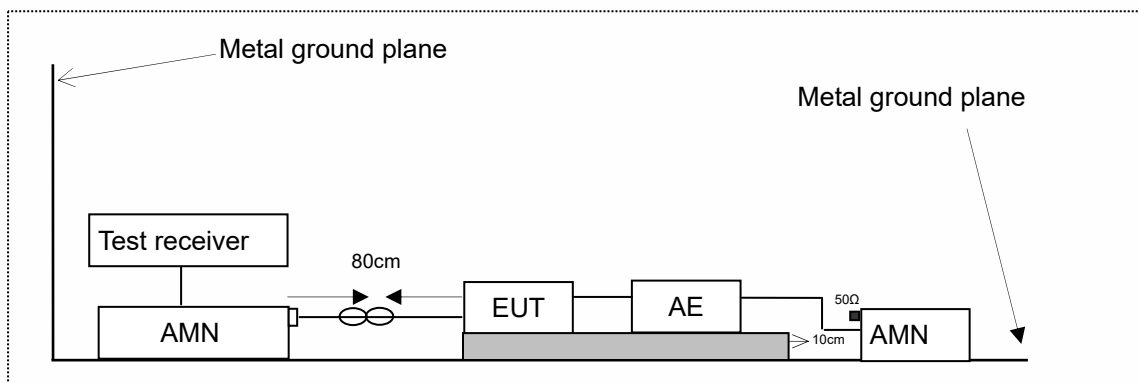 Metal ground plane
Metal ground plane
Test receiver
80cm
EUT
AE
50Ω
AMN
10cm
AMN